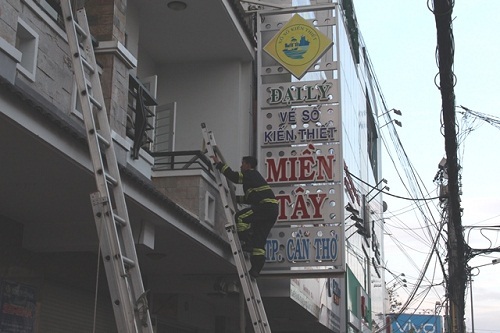 ĐẠI LÝ
VÉ SỐ
KIẾN THIẾT
MIỀN
TÂY
TP. CẦN THƠ
vivo